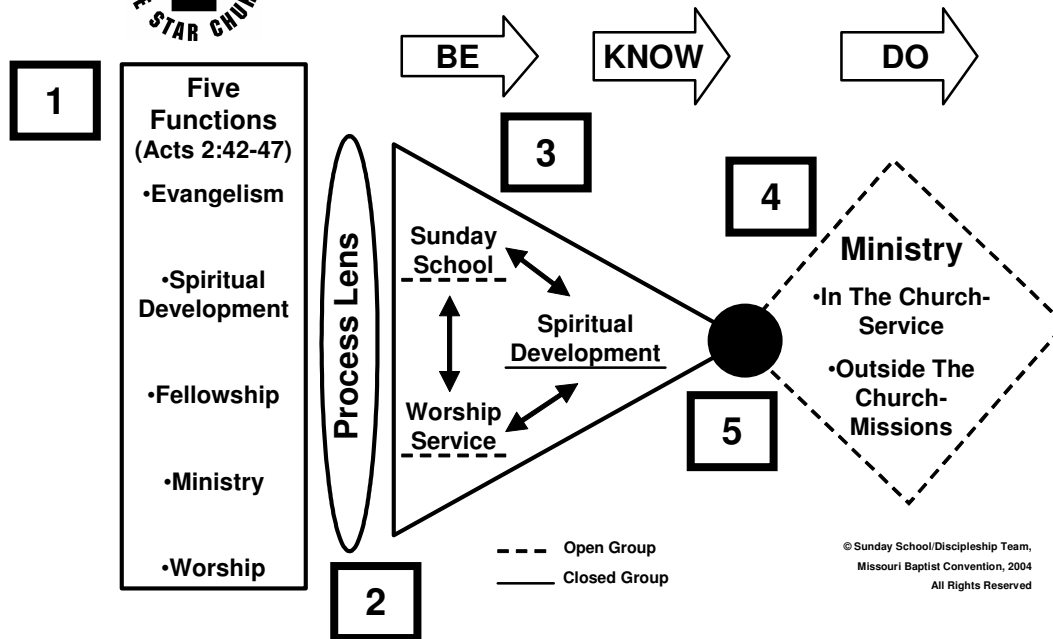 E STAR CHUR
BE
KNOW
DO
1
Five
Functions
(Acts 2:42-47)
•Evangelism
•Spiritual
Development
•Fellowship
•Ministry
•Worship
Process Lens
2
3
Sunday
School
Spiritual
Development
Worship
Service
4
Ministry
•In The Church-
Service
•Outside The
Church-
Missions
5
Open Group
Closed Group
© Sunday School/Discipleship Team,
Missouri Baptist Convention, 2004
All Rights Reserved